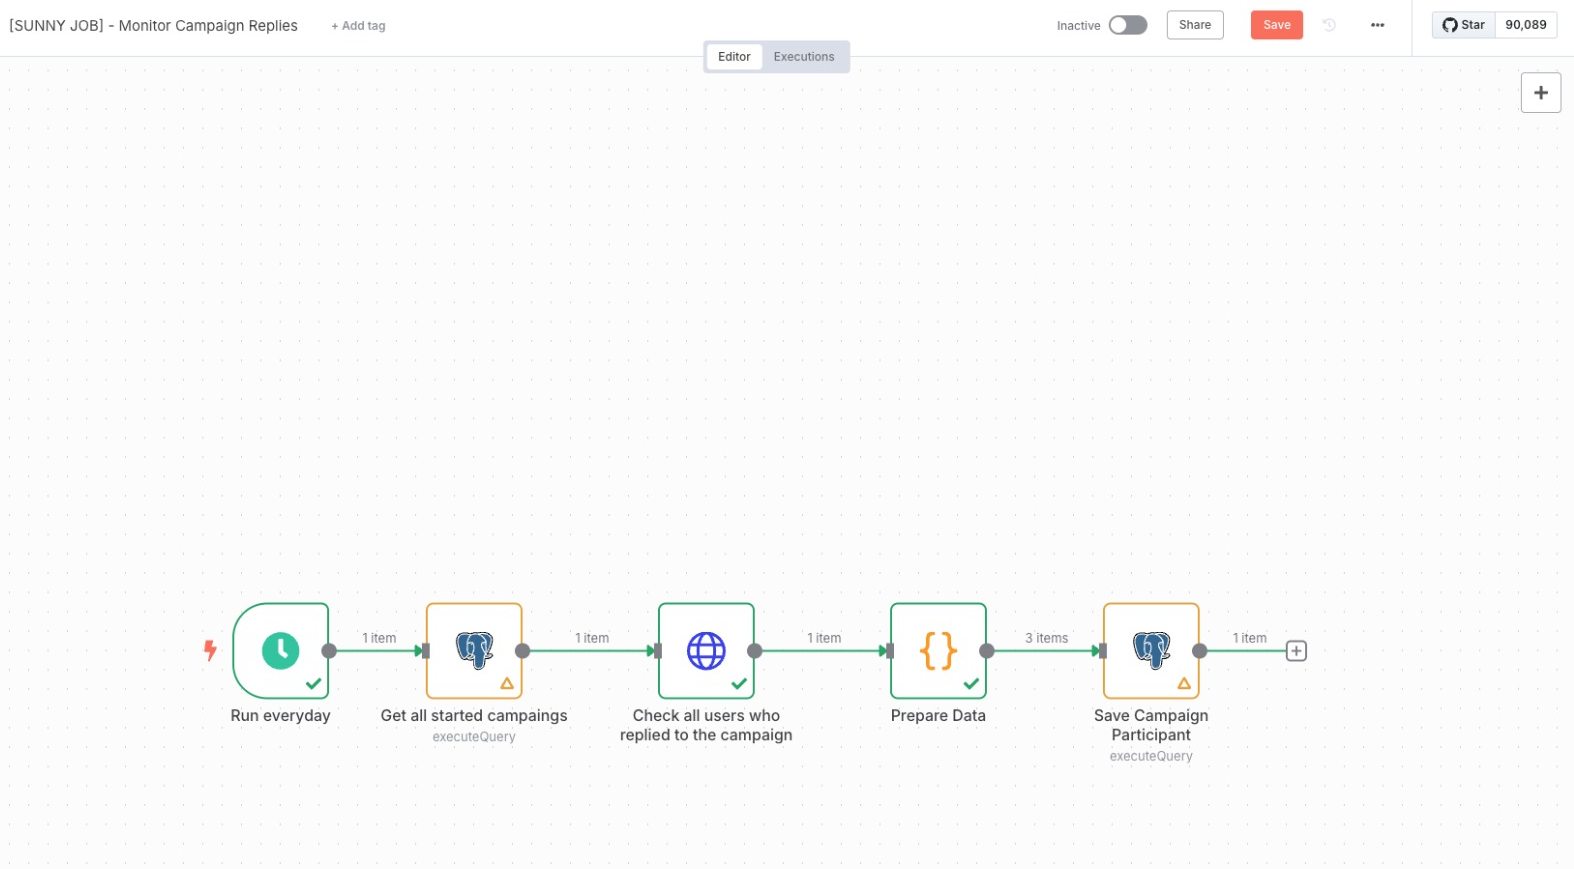 [SUNNY JOB] - Monitor Campaign Replies
+ Add tag
Inactive
Share
Save
Star
90,089
Editor
Executions
1 item
1 item
1 item
3 items
1 item
Run everyday
Get all started campaings
executeQuery
Check all users who
replied to the campaign
Prepare Data
Save Campaign
Participant
executeQuery